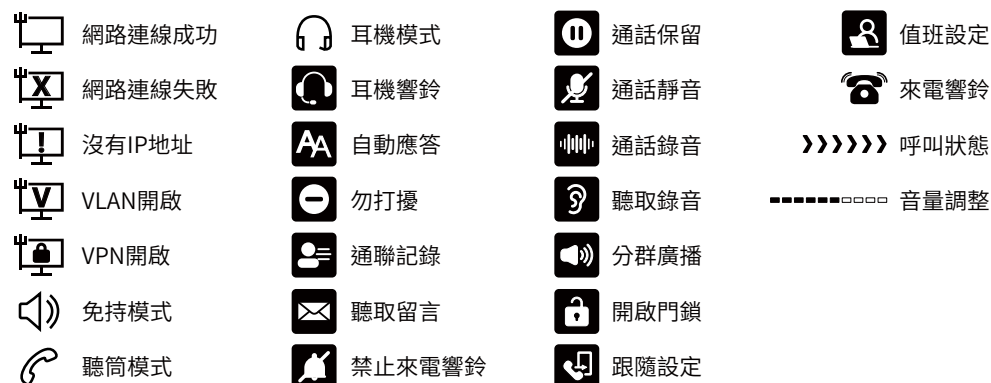 網路連線成功
網路連線失敗
沒有IP地址
VLAN開啟
VPN開啟
免持模式
聽筒模式
耳機模式
耳機響鈴
自動應答
勿打擾
通聯記錄
聽取留言
禁止來電響鈴
通話保留
通話靜音
通話錄音
聽取錄音
分群廣播
開啟門鎖
跟隨設定
值班設定
來電響鈴
呼叫狀態
音量調整